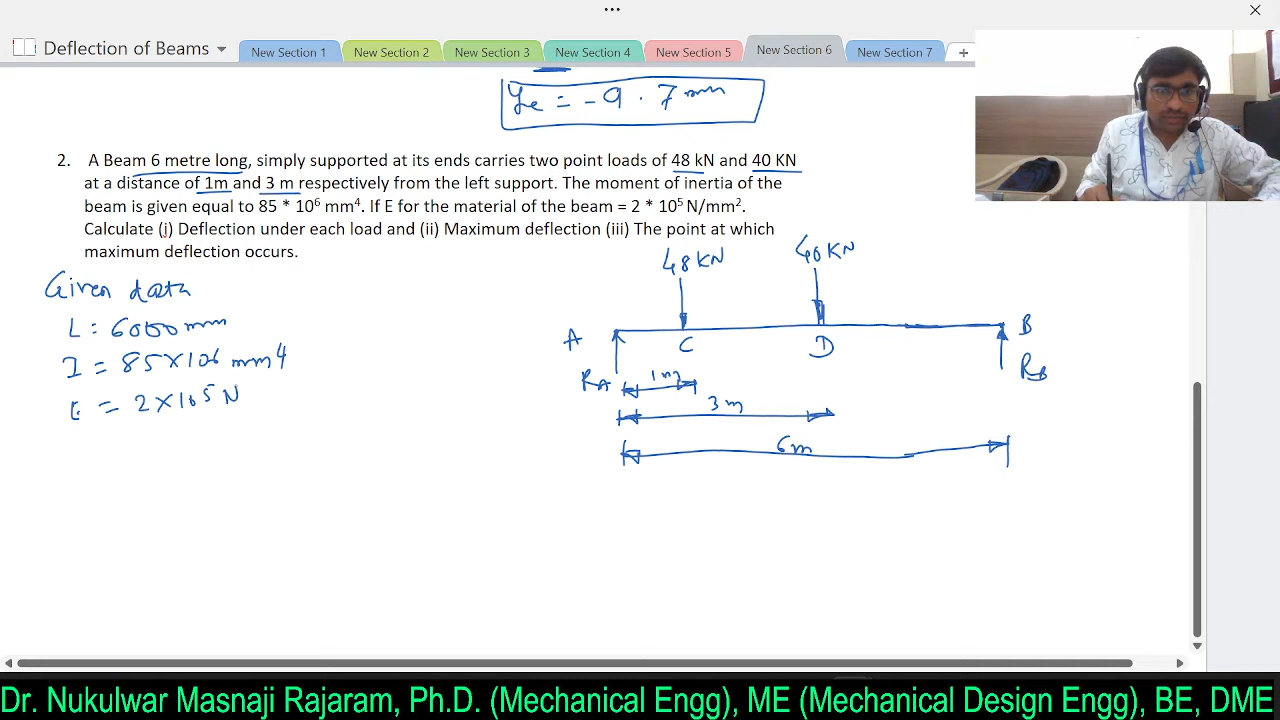 Deflection of Beams
New Section 1 New Section 2 New Section 3 New Section 4 New Section 5 New Section 6 New Section 7 +
ye = - 9 . 7 mm
2. A Beam 6 metre long, simply supported at its ends carries two point loads of 48 kN and 40 KN
at a distance of 1m and 3 m respectively from the left support. The moment of inertia of the
beam is given equal to 85 * 10⁶ mm⁴. If E for the material of the beam = 2 * 10⁵ N/mm².
Calculate (i) Deflection under each load and (ii) Maximum deflection (iii) The point at which
maximum deflection occurs.
Given data
L : 6000 mm
I = 85 X 10⁶ mm⁴
E = 2 X 10⁵ N
48 KN
40 KN
A
C
D
B
RA
RB
1 m
3 m
6m
Dr. Nukulwar Masnaji Rajaram, Ph.D. (Mechanical Engg), ME (Mechanical Design Engg), BE, DME